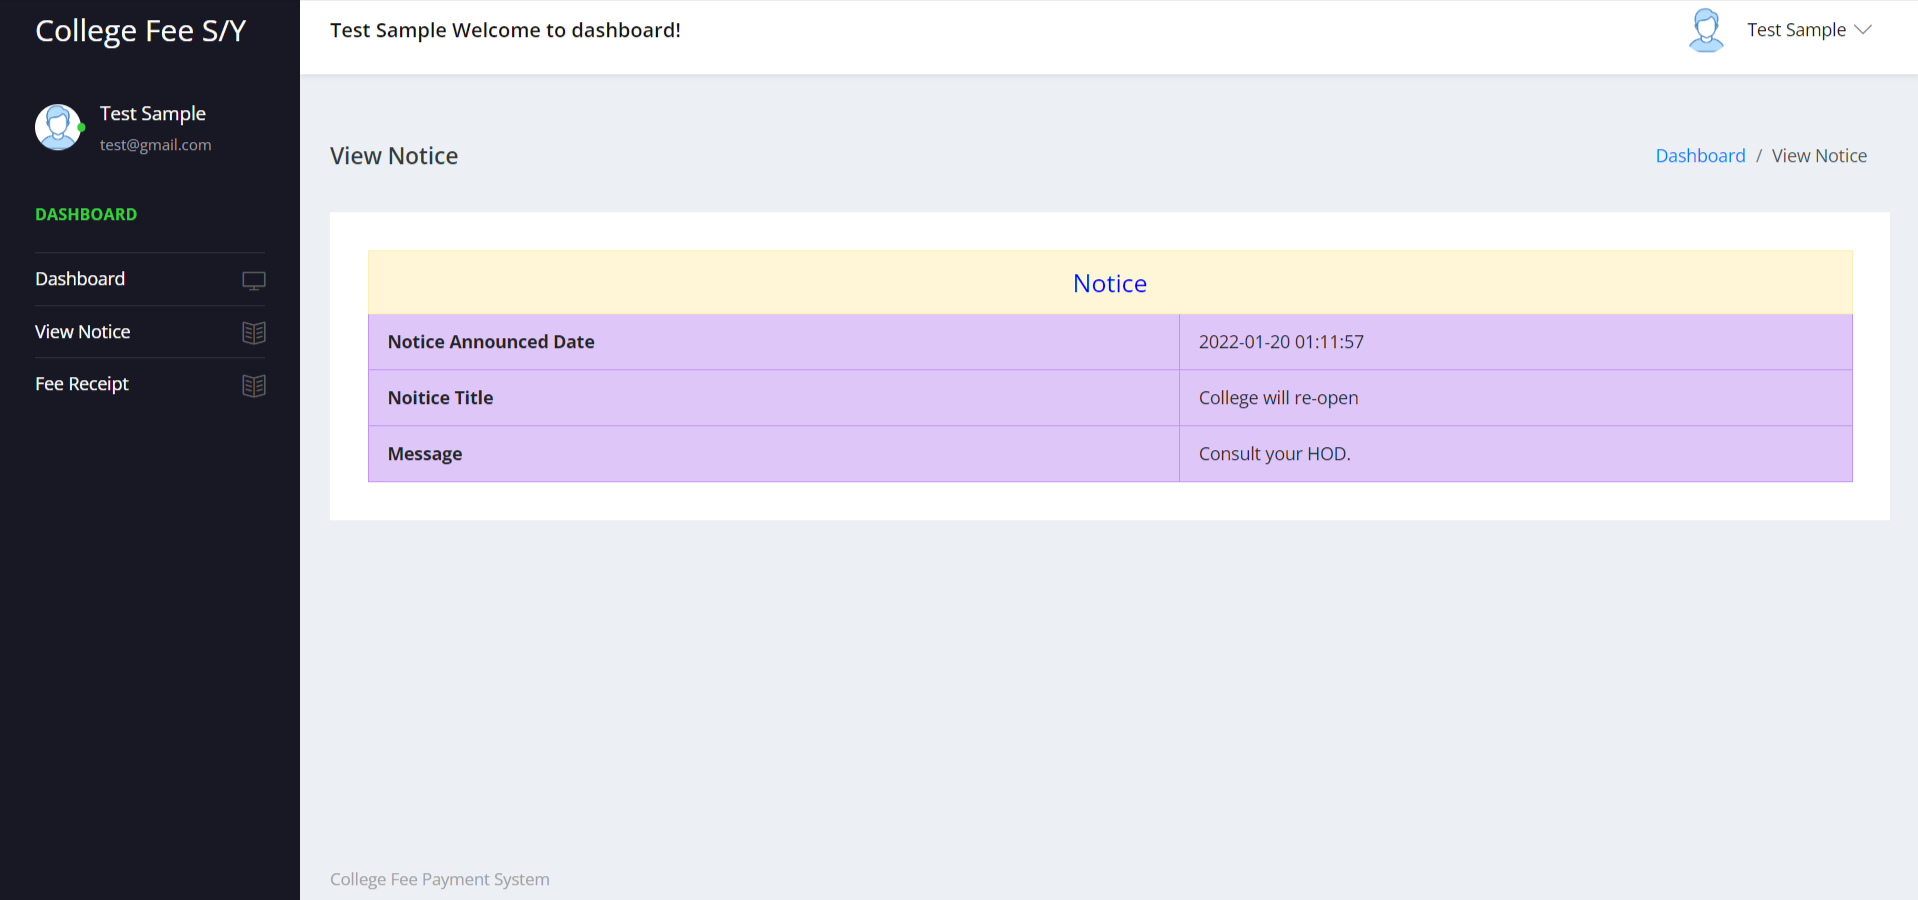 College Fee S/Y
Test Sample Welcome to dashboard!
Test Sample
Test Sample
test@gmail.com
DASHBOARD
Dashboard
View Notice
Fee Receipt
View Notice
Dashboard / View Notice
Notice
Notice Announced Date 2022-01-20 01:11:57
Noitice Title College will re-open
Message Consult your HOD.
College Fee Payment System